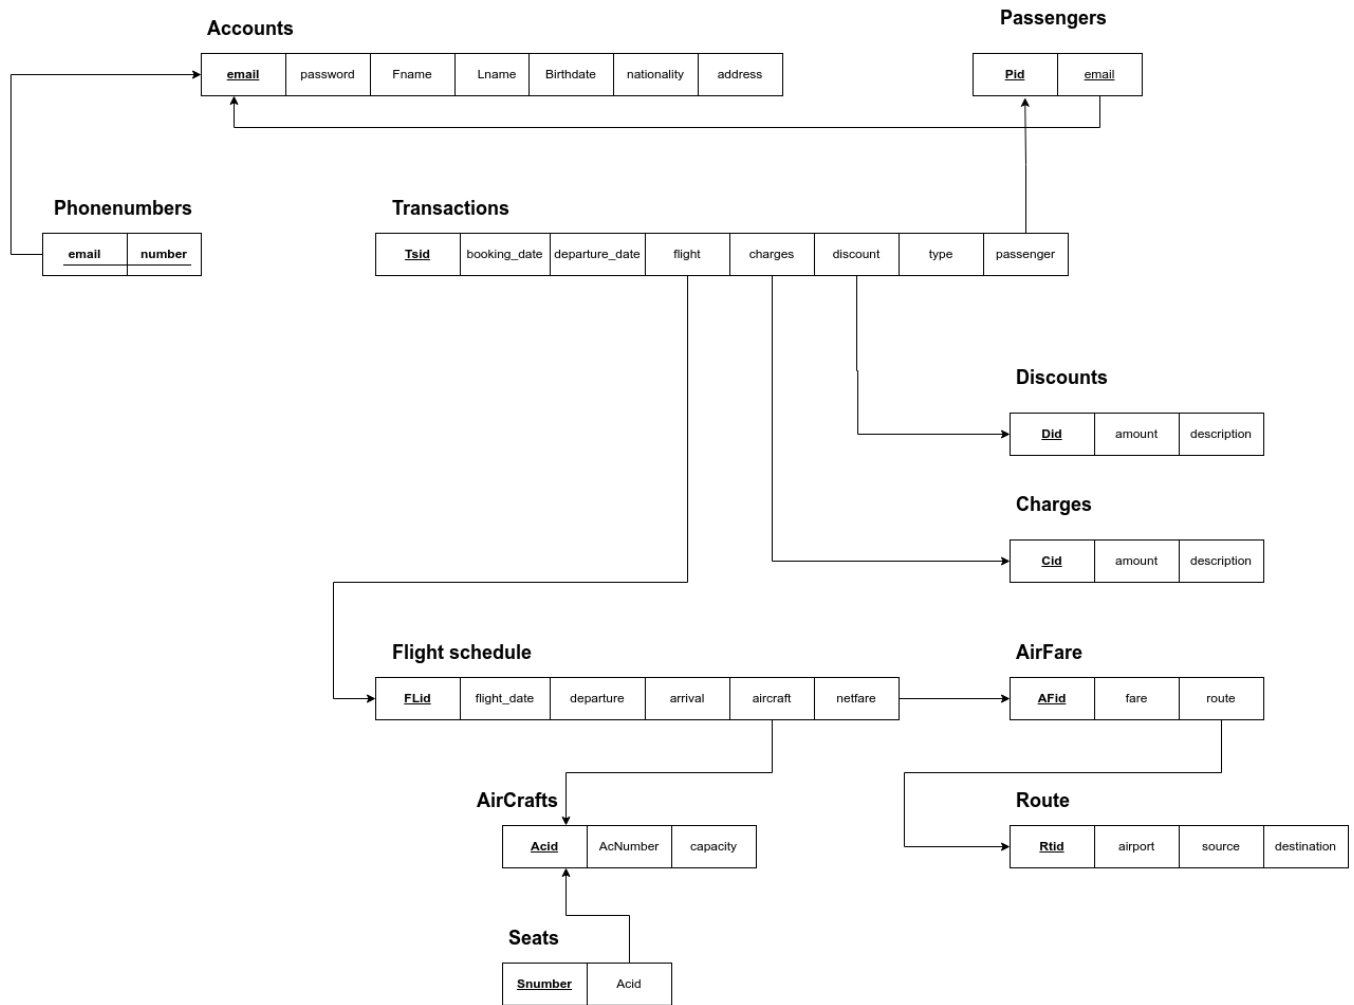 Accounts
Passengers
email password Fname Lname Birthdate nationality address
Pid email
Phonenumbers
Transactions
email number
Tsid booking_date departure_date flight charges discount type passenger
Discounts
Did amount description
Charges
Cid amount description
Flight schedule
AirFare
FLid flight_date departure arrival aircraft netfare
AFid fare route
AirCrafts
Route
Acid AcNumber capacity
Rtid airport source destination
Seats
Snumber Acid